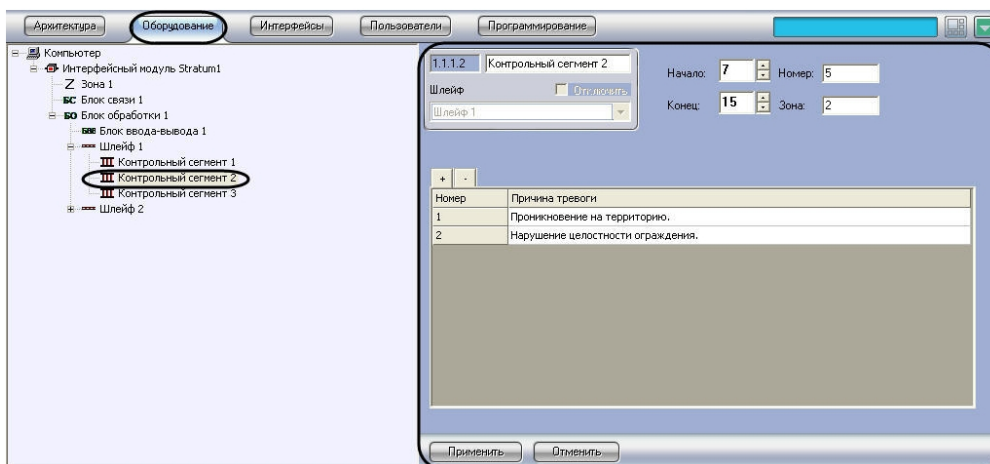 Архитектура Оборудование Интерфейсы Пользователи Программирование
Компьютер
Интерфейсный модуль Stratum1
Z Зона 1
БС Блок связи 1
БО Блок обработки 1
БВВ Блок ввода-вывода 1
Шлейф 1
Контрольный сегмент 1
Контрольный сегмент 2
Контрольный сегмент 3
Шлейф 2
1.1.1.2 Контрольный сегмент 2
Шлейф Отключить
Шлейф 1
Начало: 7 Номер: 5
Конец: 15 Зона: 2
+ -
Номер Причина тревоги
1 Проникновение на территорию.
2 Нарушение целостности ограждения.
Применить Отменить